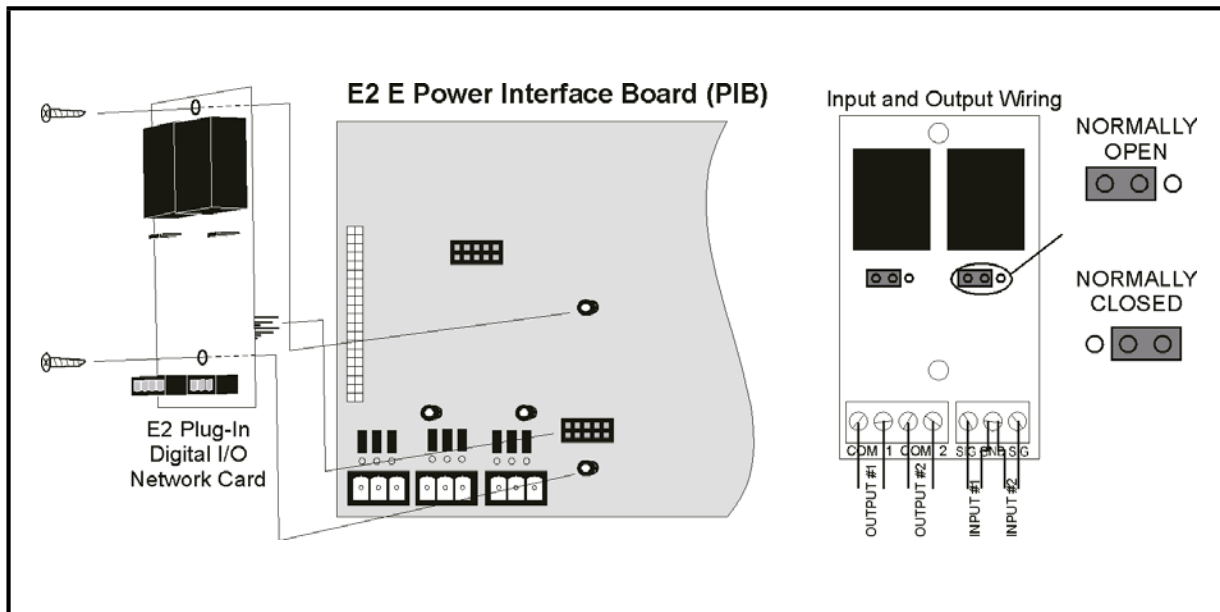 E2 E Power Interface Board (PIB)
E2 Plug-In
Digital I/O
Network Card
Input and Output Wiring
NORMALLY
OPEN
NORMALLY
CLOSED
COM 1 COM 2 SIG GND SIG
OUTPUT #1
OUTPUT #2
INPUT #1
INPUT #2